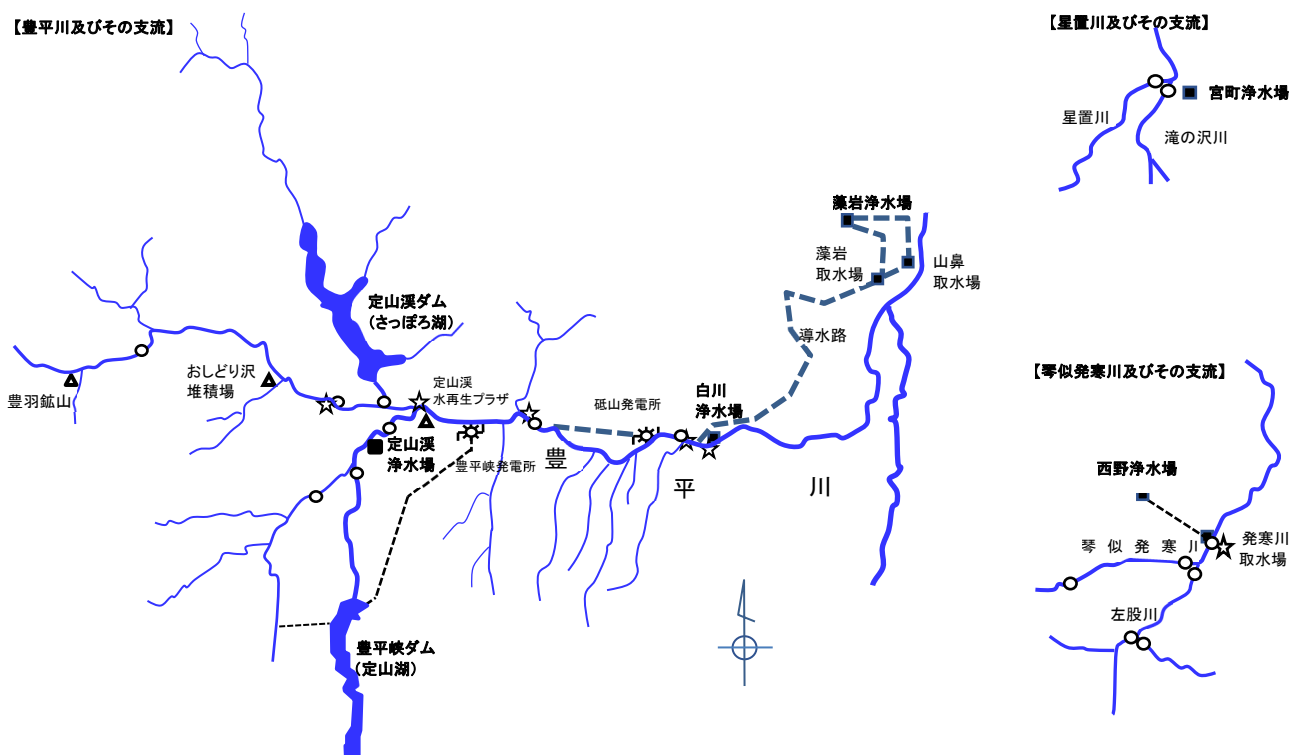 【豊平川及びその支流】
【星置川及びその支流】
宮町浄水場
星置川
滝の沢川
藻岩浄水場
藻岩
取水場
山鼻
取水場
定山渓ダム
(さっぽろ湖)
導水路
おしどり沢
堆積場
豊羽鉱山
定山渓
水再生プラザ
砥山発電所
白川
浄水場
定山渓
浄水場
豊平峡発電所
豊
平
川
豊平峡ダム
(定山湖)
【琴似発寒川及びその支流】
西野浄水場
琴似発寒川
発寒川
取水場
左股川